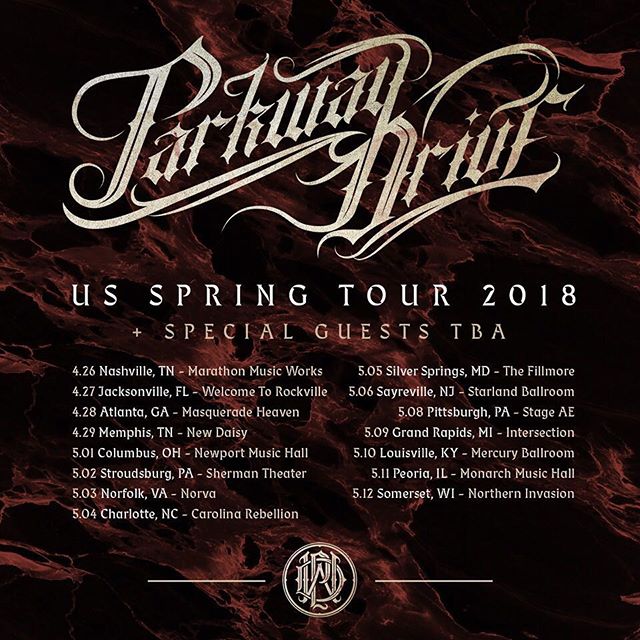 Parkway Drive
US SPRING TOUR 2018
+ SPECIAL GUESTS TBA
4.26 Nashville, TN - Marathon Music Works
4.27 Jacksonville, FL - Welcome To Rockville
4.28 Atlanta, GA - Masquerade Heaven
4.29 Memphis, TN - New Daisy
5.01 Columbus, OH - Newport Music Hall
5.02 Stroudsburg, PA - Sherman Theater
5.03 Norfolk, VA - Norva
5.04 Charlotte, NC - Carolina Rebellion
5.05 Silver Springs, MD - The Fillmore
5.06 Sayreville, NJ - Starland Ballroom
5.08 Pittsburgh, PA - Stage AE
5.09 Grand Rapids, MI - Intersection
5.10 Louisville, KY - Mercury Ballroom
5.11 Peoria, IL - Monarch Music Hall
5.12 Somerset, WI - Northern Invasion